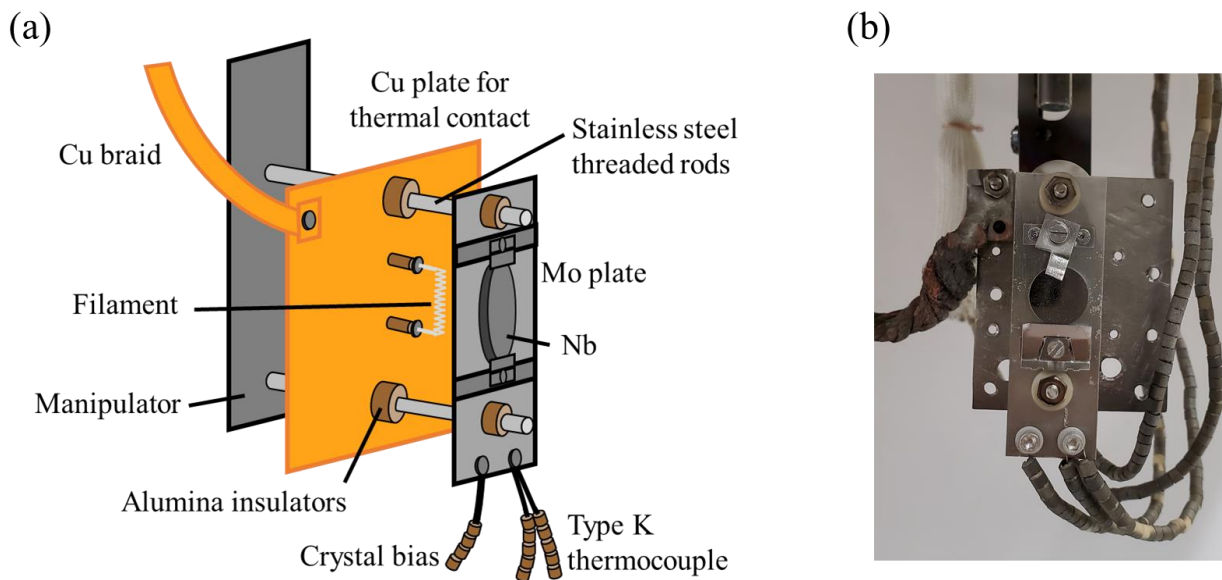 (a)
(b)
Cu plate for
thermal contact
Stainless steel
threaded rods
Cu braid
Mo plate
Filament
Nb
Manipulator
Alumina insulators
Crystal bias
Type K
thermocouple